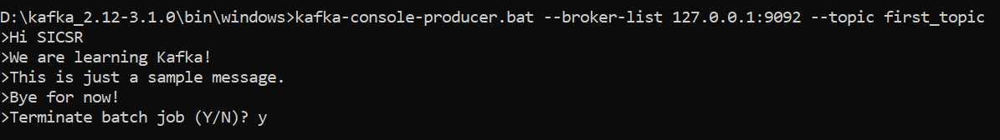 D:\kafka_2.12-3.1.0\bin\windows>kafka-console-producer.bat --broker-list 127.0.0.1:9092 --topic first_topic
>Hi SICSR
>We are learning Kafka!
>This is just a sample message.
>Bye for now!
>Terminate batch job (Y/N)? y